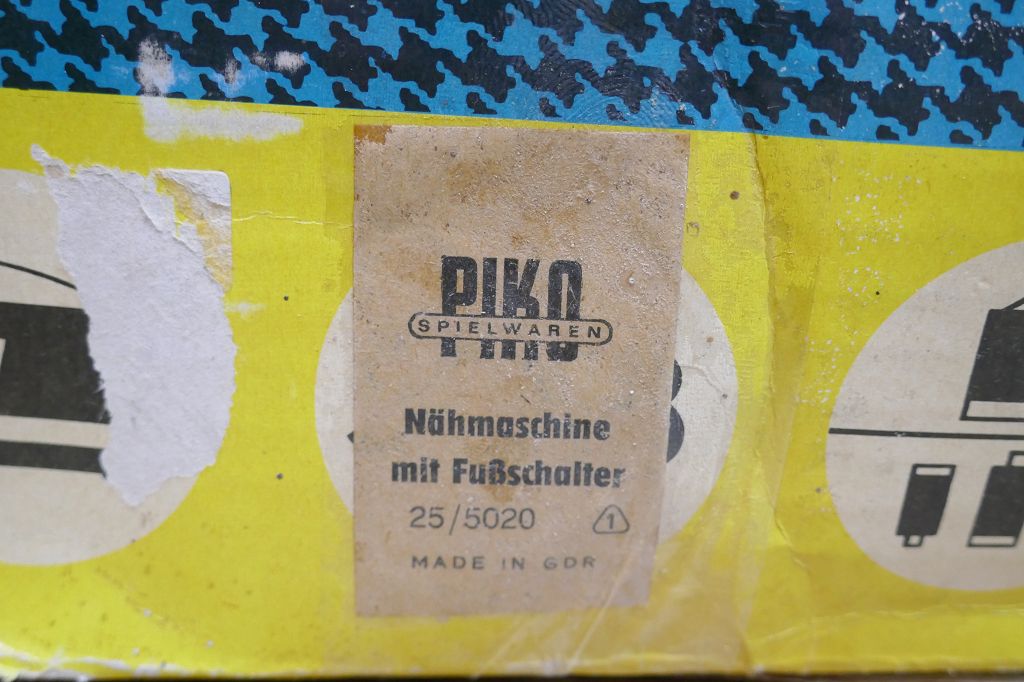 PIKO
SPIELWAREN
Nähmaschine
mit Fußschalter
25/5020 1
MADE IN GDR